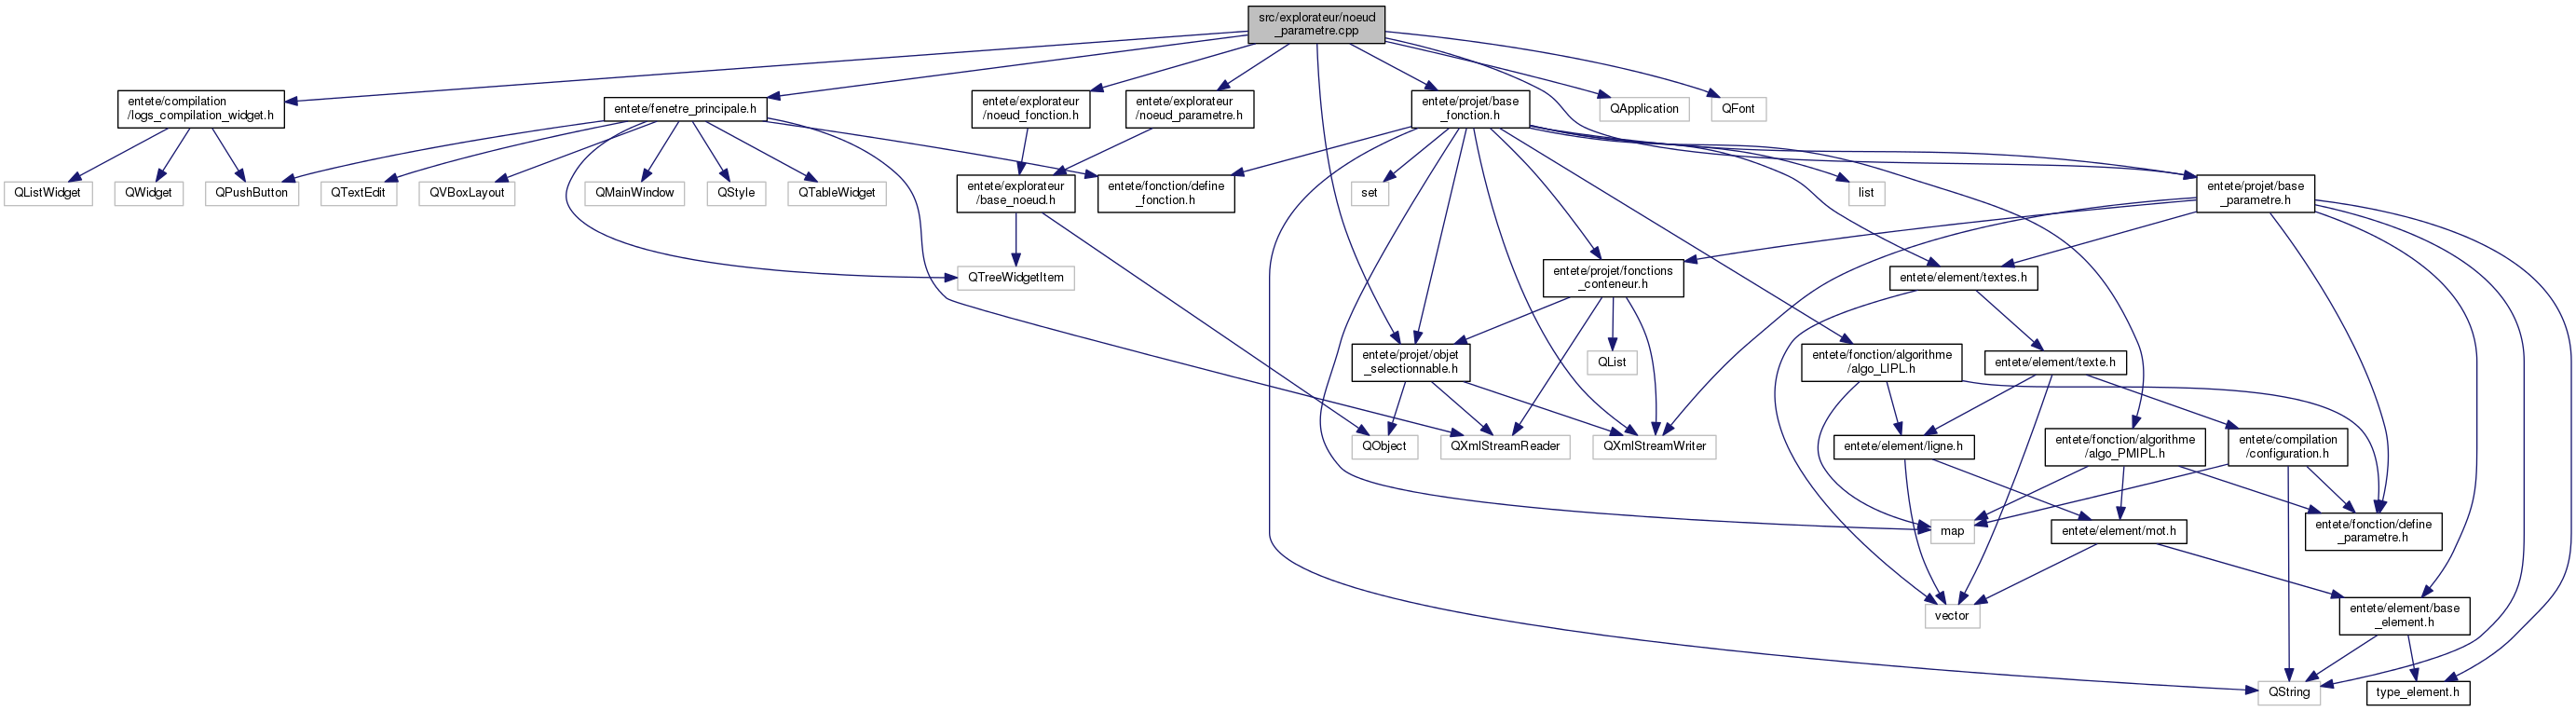 src/explorateur/noeud
_parametre.cpp
entete/compilation
/logs_compilation_widget.h
entete/fenetre_principale.h
entete/explorateur
/noeud_fonction.h
entete/explorateur
/noeud_parametre.h
entete/projet/base
_fonction.h
QApplication
QFont
QListWidget
QWidget
QPushButton
QTextEdit
QVBoxLayout
QMainWindow
QStyle
QTableWidget
entete/explorateur
/base_noeud.h
entete/fonction/define
_fonction.h
set
list
entete/projet/base
_parametre.h
QTreeWidgetItem
entete/projet/fonctions
_conteneur.h
entete/element/textes.h
entete/projet/objet
_selectionnable.h
QList
entete/fonction/algorithme
/algo_LIPL.h
entete/element/texte.h
QObject
QXmlStreamReader
QXmlStreamWriter
entete/element/ligne.h
entete/fonction/algorithme
/algo_PMIPL.h
entete/compilation
/configuration.h
map
entete/element/mot.h
entete/fonction/define
_parametre.h
vector
entete/element/base
_element.h
QString
type_element.h